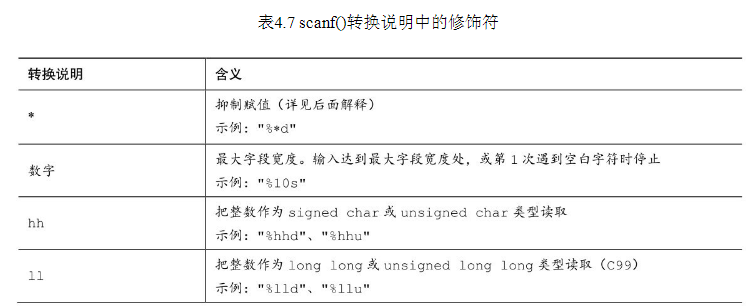 表4.7 scanf()转换说明中的修饰符
转换说明 含义
* 抑制赋值（详见后面解释）
示例："%*d"
数字 最大字段宽度。输入达到最大字段宽度处，或第 1 次遇到空白字符时停止
示例："%10s"
hh 把整数作为 signed char 或 unsigned char 类型读取
示例："%hhd"、"%hhu"
ll 把整数作为 long long 或 unsigned long long 类型读取（C99）
示例："%lld"、"%llu"